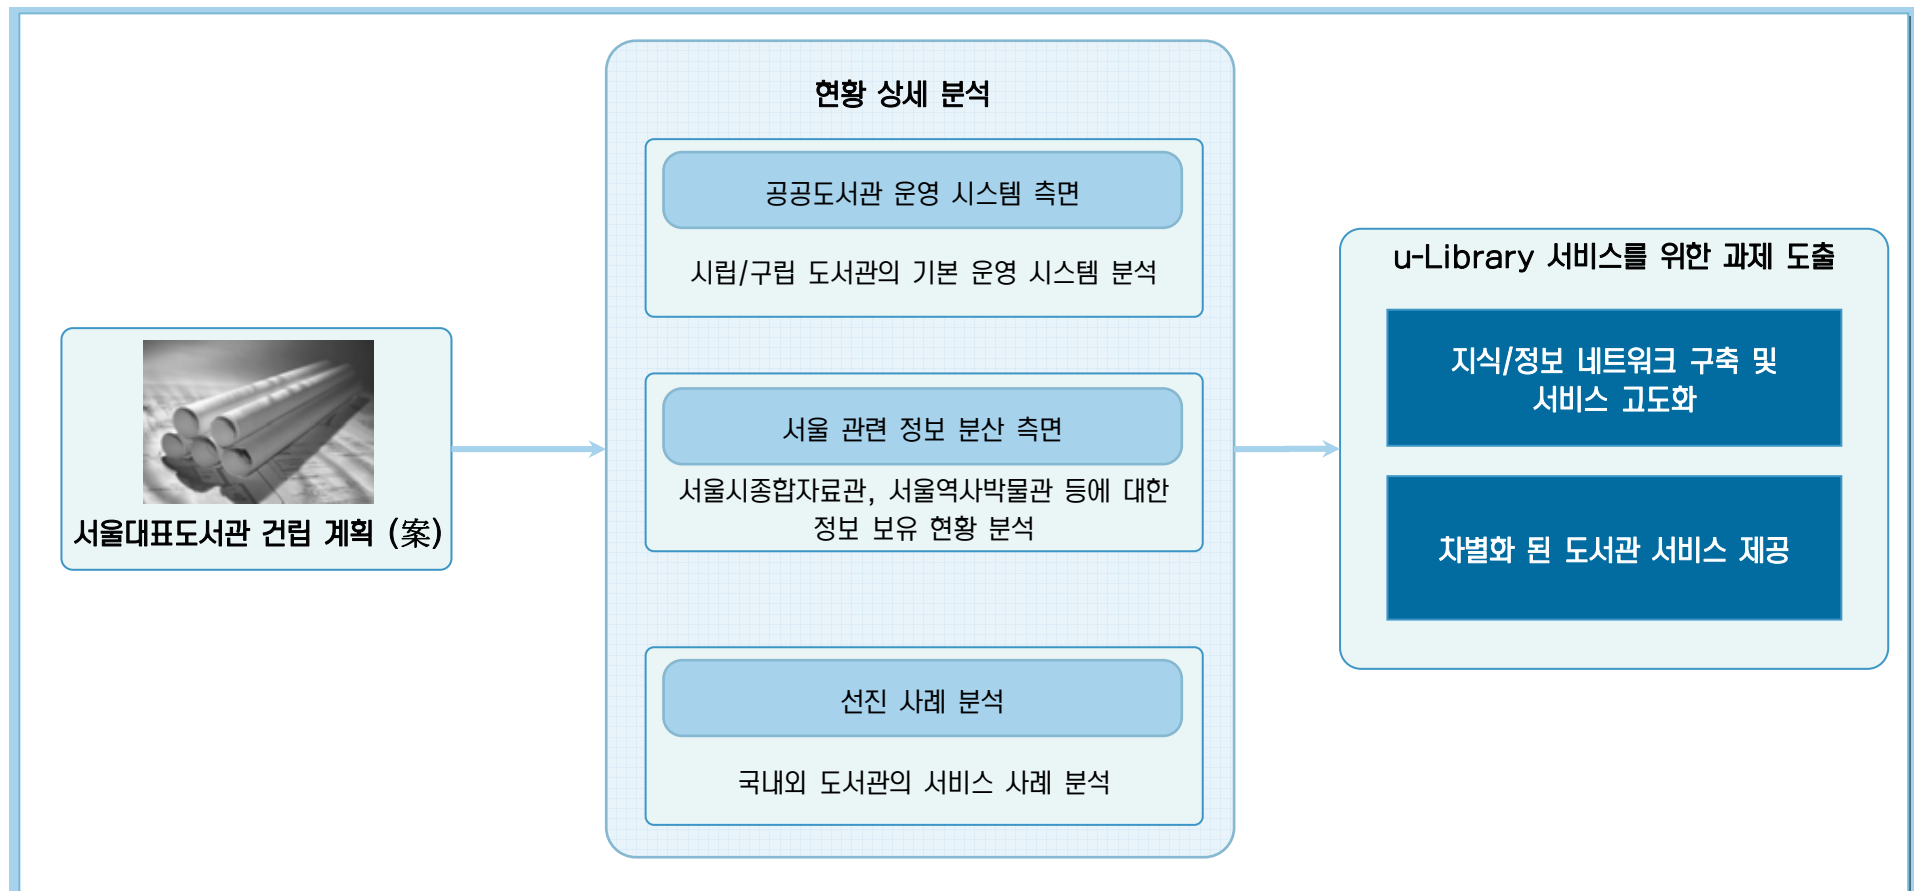 현황 상세 분석
공공도서관 운영 시스템 측면
시립/구립 도서관의 기본 운영 시스템 분석
서울 관련 정보 분산 측면
서울시종합자료관, 서울역사박물관 등에 대한
정보 보유 현황 분석
선진 사례 분석
국내외 도서관의 서비스 사례 분석
서울대표도서관 건립 계획 (案)
u-Library 서비스를 위한 과제 도출
지식/정보 네트워크 구축 및
서비스 고도화
차별화 된 도서관 서비스 제공